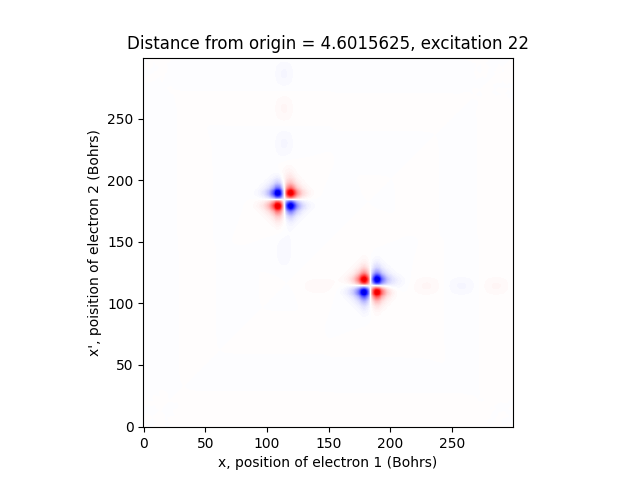 Distance from origin = 4.6015625, excitation 22
x', poisition of electron 2 (Bohrs)
250
200
150
100
50
0
0 50 100 150 200 250
x, position of electron 1 (Bohrs)